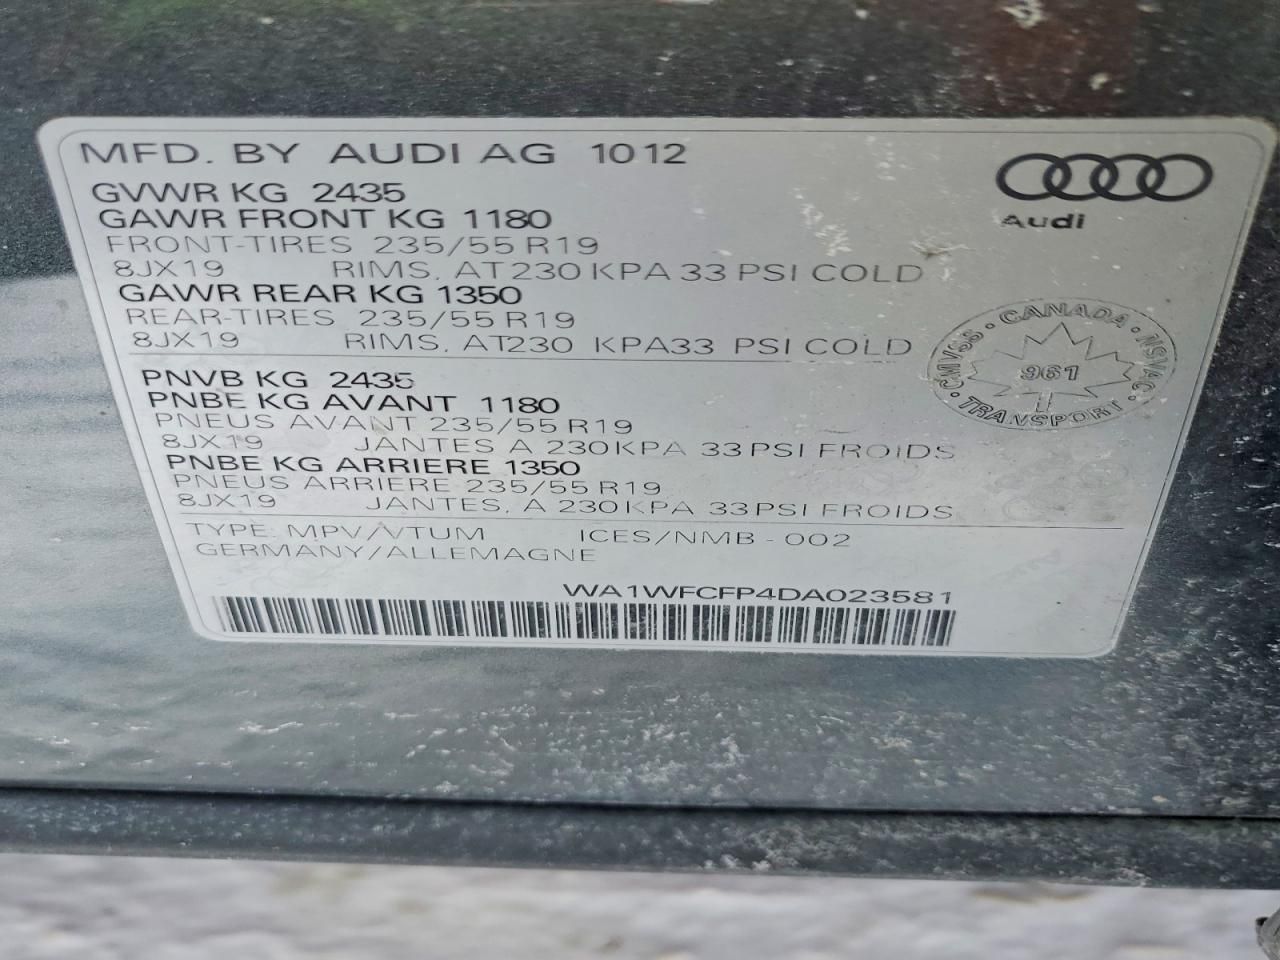 MFD. BY AUDI AG 1012
GVWR KG 2435
GAWR FRONT KG 1180
FRONT-TIRES 235/55 R19
8JX19 RIMS, AT 230 KPA 33 PSI COLD
GAWR REAR KG 1350
REAR-TIRES 235/55 R19
8JX19 RIMS, AT230 KPA33 PSI COLD
Audi
CANADA · NSVAC · TRANSPORT · CMVSS ·
961
PNVB KG 2435
PNBE KG AVANT 1180
PNEUS AVANT 235/55 R19
8JX19 JANTES A 230KPA 33PSI FROIDS
PNBE KG ARRIERE 1350
PNEUS ARRIERE 235/55 R19
8JX19 JANTES, A 230KPA 33PSI FROIDS
TYPE: MPV/VTUM ICES/NMB - 002
GERMANY/ALLEMAGNE
WA1WFCFP4DA023581